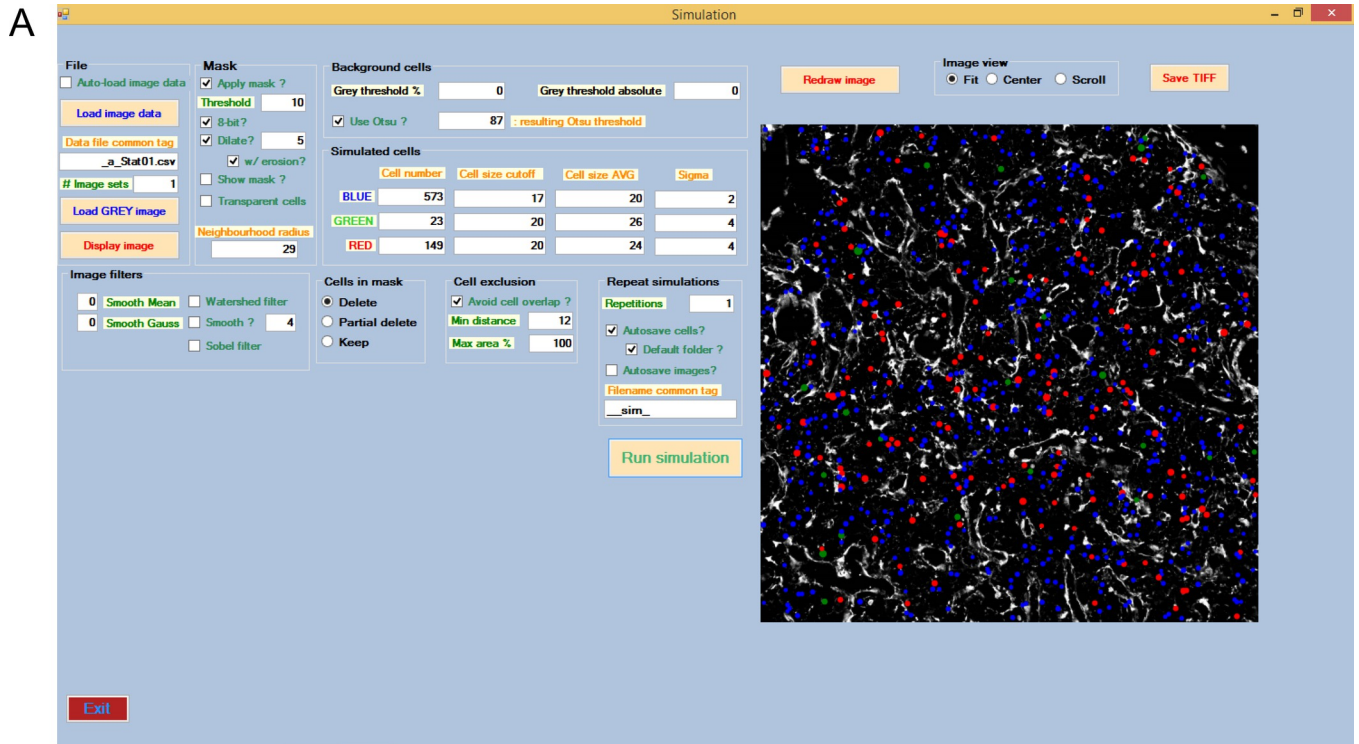 A
Simulation
File
Auto-load image data
Load image data
Data file common tag
_a_Stat01.csv
# Image sets 1
Load GREY image
Display image
Mask
Apply mask ?
Threshold 10
8-bit?
Dilate? 5
w/ erosion?
Show mask ?
Transparent cells
Neighbourhood radius
29
Background cells
Grey threshold % 0 Grey threshold absolute 0
Use Otsu ? 87 : resulting Otsu threshold
Simulated cells
Cell number Cell size cutoff Cell size AVG Sigma
BLUE 573 17 20 2
GREEN 23 20 26 4
RED 149 20 24 4
Redraw image
Image view
Fit Center Scroll
Save TIFF
Image filters
0 Smooth Mean Watershed filter
0 Smooth Gauss Smooth ? 4
Sobel filter
Cells in mask
Delete
Partial delete
Keep
Cell exclusion
Avoid cell overlap ?
Min distance 12
Max area % 100
Repeat simulations
Repetitions 1
Autosave cells?
Default folder ?
Autosave images?
Filename common tag
__sim_
Run simulation
Exit